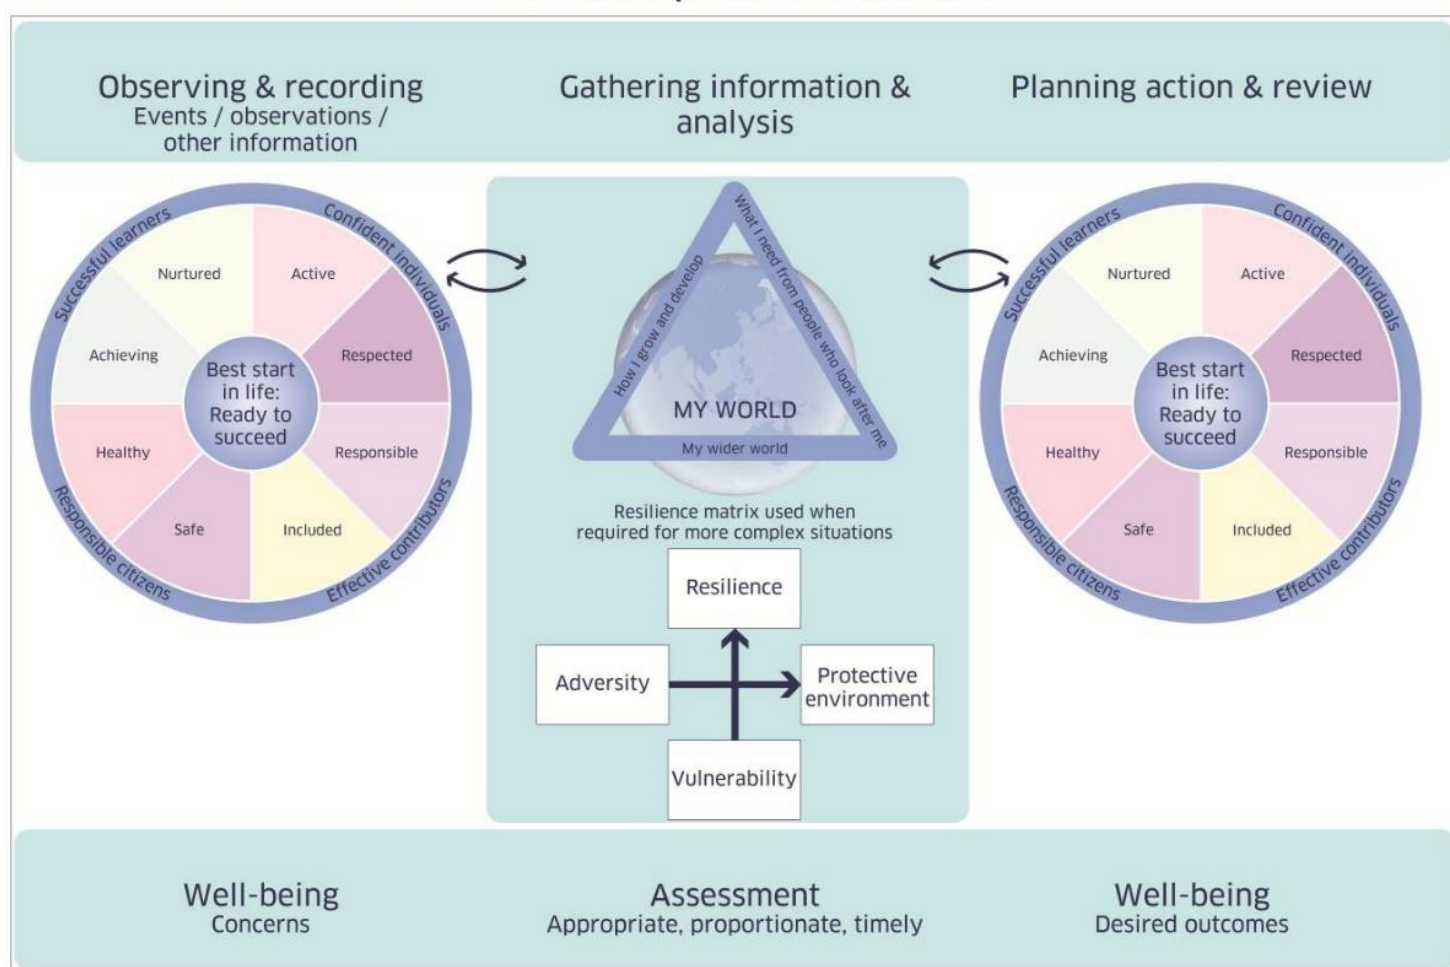 Observing & recording
Events / observations /
other information
Gathering information &
analysis
Planning action & review
Successful learners
Confident individuals
Responsible citizens
Effective contributors
Nurtured
Active
Achieving
Respected
Best start
in life:
Ready to
succeed
Healthy
Responsible
Safe
Included
How I grow and develop
What I need from people who look after me
MY WORLD
My wider world
Resilience matrix used when
required for more complex situations
Resilience
Adversity
Protective
environment
Vulnerability
Successful learners
Confident individuals
Responsible citizens
Effective contributors
Nurtured
Active
Achieving
Respected
Best start
in life:
Ready to
succeed
Healthy
Responsible
Safe
Included
Well-being
Concerns
Assessment
Appropriate, proportionate, timely
Well-being
Desired outcomes